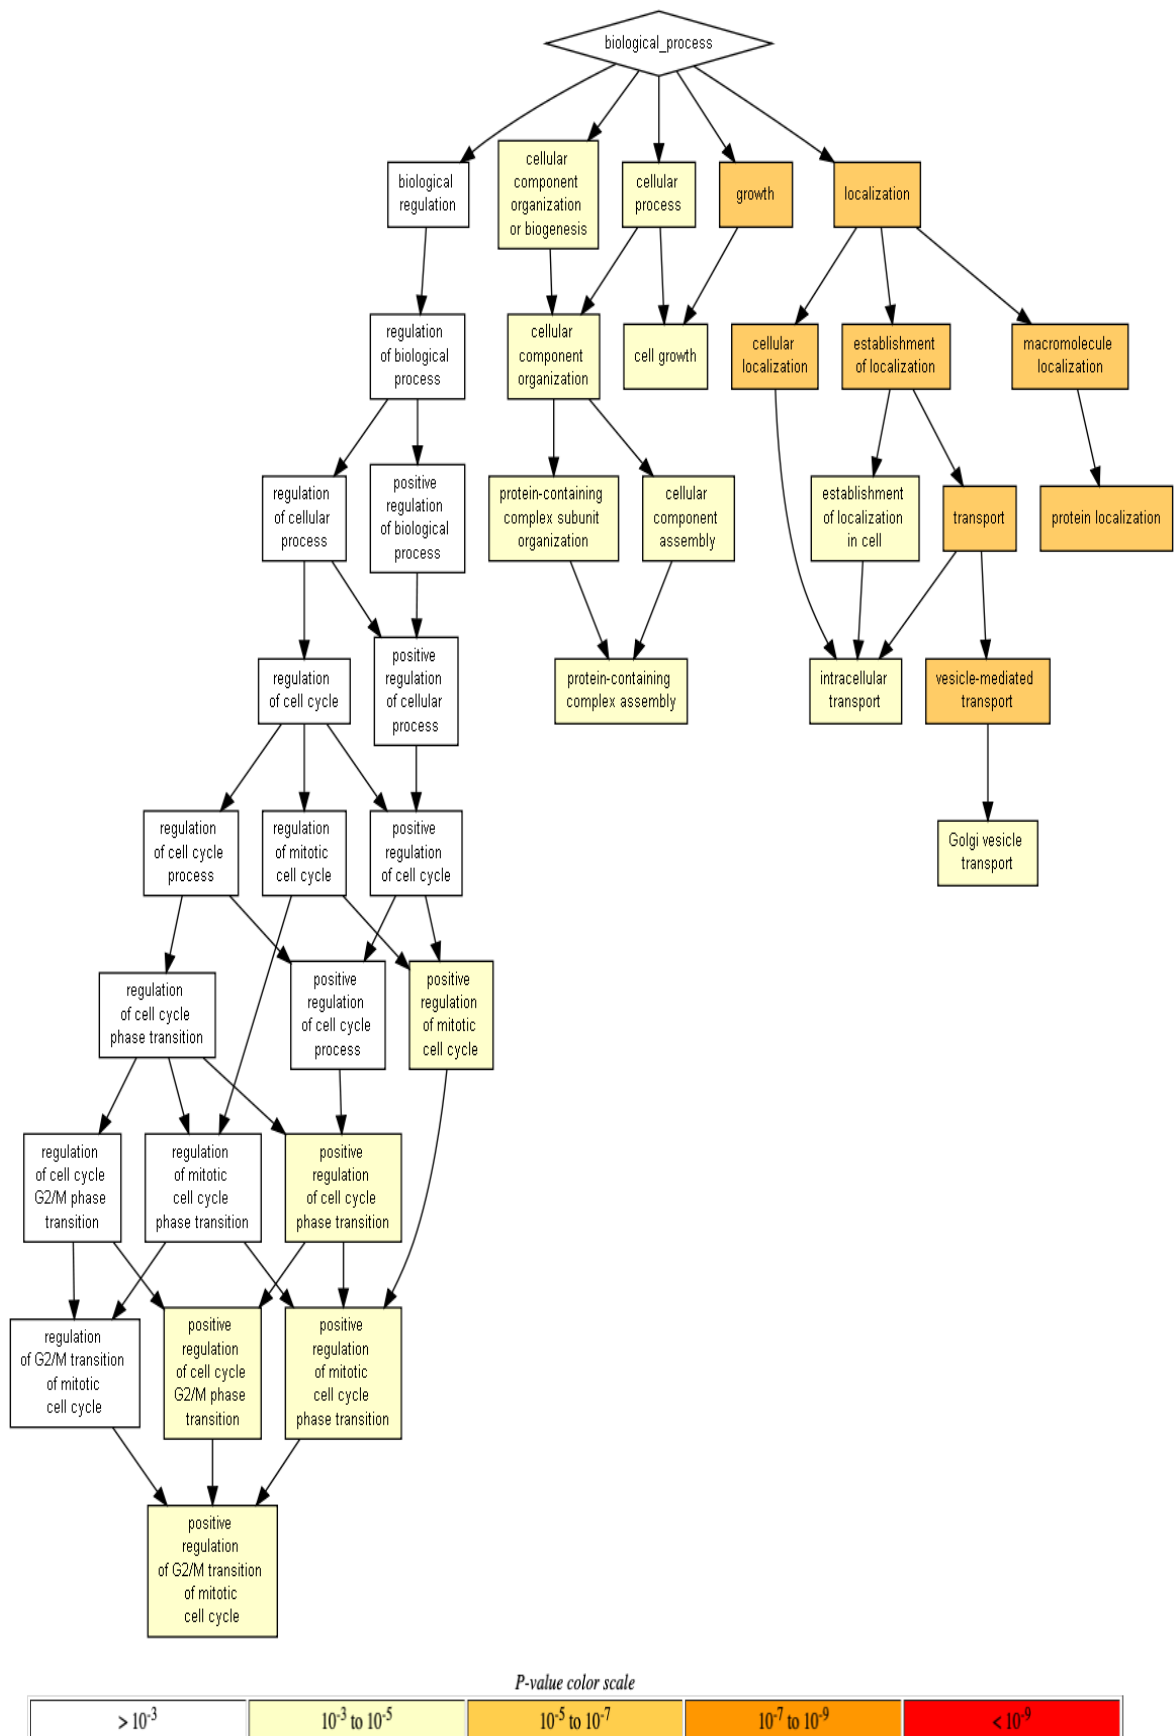 biological_process
biological
regulation
cellular
component
organization
or biogenesis
cellular
process
growth
localization
regulation
of biological
process
cellular
component
organization
cell growth
cellular
localization
establishment
of localization
macromolecule
localization
regulation
of cellular
process
positive
regulation
of biological
process
protein-containing
complex subunit
organization
cellular
component
assembly
establishment
of localization
in cell
transport
protein localization
regulation
of cell cycle
positive
regulation
of cellular
process
protein-containing
complex assembly
intracellular
transport
vesicle-mediated
transport
regulation
of cell cycle
process
regulation
of mitotic
cell cycle
positive
regulation
of cell cycle
Golgi vesicle
transport
regulation
of cell cycle
phase transition
positive
regulation
of cell cycle
process
positive
regulation
of mitotic
cell cycle
regulation
of cell cycle
G2/M phase
transition
regulation
of mitotic
cell cycle
phase transition
positive
regulation
of cell cycle
phase transition
regulation
of G2/M transition
of mitotic
cell cycle
positive
regulation
of cell cycle
G2/M phase
transition
positive
regulation
of mitotic
cell cycle
phase transition
positive
regulation
of G2/M transition
of mitotic
cell cycle
P-value color scale
> 10^-3 10^-3 to 10^-5 10^-5 to 10^-7 10^-7 to 10^-9 < 10^-9